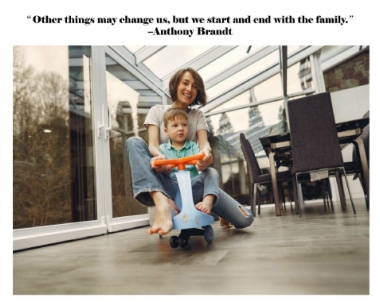 “Other things may change us, but we start and end with the family.”
–Anthony Brandt